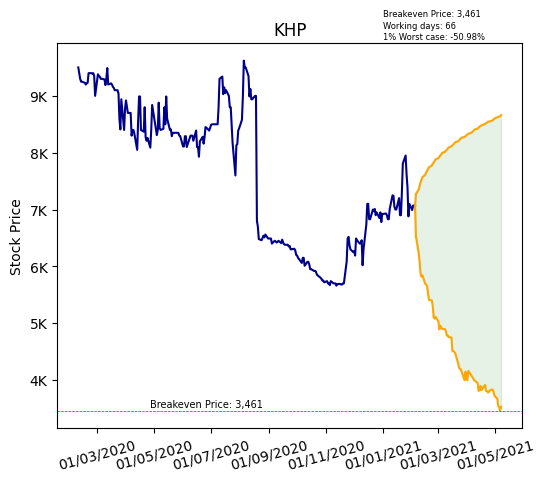 Breakeven Price: 3,461
Working days: 66
1% Worst case: -50.98%
KHP
Stock Price
9K
8K
7K
6K
5K
4K
Breakeven Price: 3,461
01/03/2020
01/05/2020
01/07/2020
01/09/2020
01/11/2020
01/01/2021
01/03/2021
01/05/2021